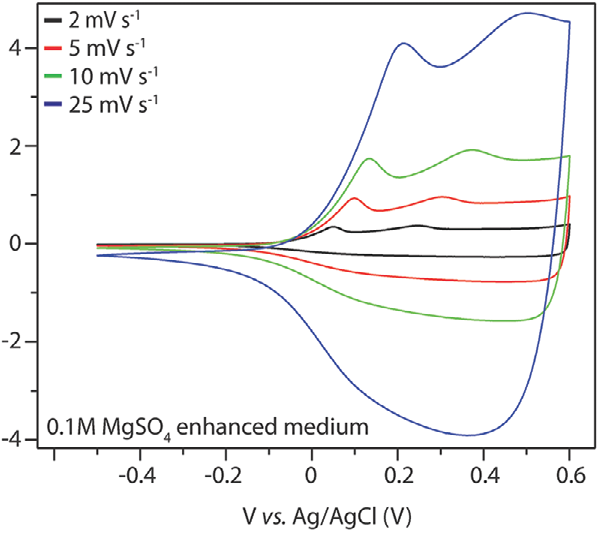 2 mV s⁻¹
5 mV s⁻¹
10 mV s⁻¹
25 mV s⁻¹
4
2
0
-2
-4
0.1M MgSO₄ enhanced medium
-0.4 -0.2 0 0.2 0.4 0.6
V vs. Ag/AgCl (V)